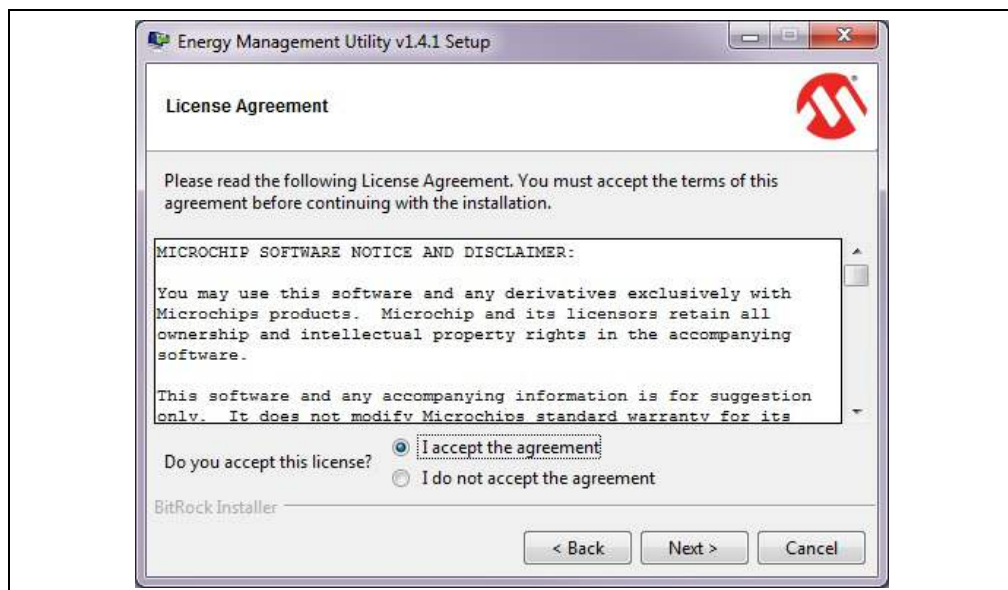 Energy Management Utility v1.4.1 Setup
License Agreement
Please read the following License Agreement. You must accept the terms of this
agreement before continuing with the installation.
MICROCHIP SOFTWARE NOTICE AND DISCLAIMER:
You may use this software and any derivatives exclusively with
Microchips products.  Microchip and its licensors retain all
ownership and intellectual property rights in the accompanying
software.
This software and any accompanying information is for suggestion
only.  It does not modify Microchips standard warranty for its
Do you accept this license?
I accept the agreement
I do not accept the agreement
BitRock Installer
< Back
Next >
Cancel